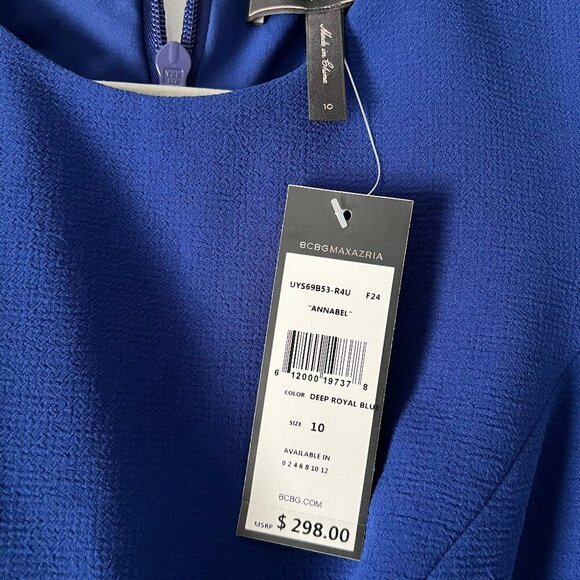 Made in China
10
BCBGMAXAZRIA
UYS69B53-R4U F24
"ANNABEL"
6 12000 19737 8
COLOR DEEP ROYAL BLU
SIZE 10
AVAILABLE IN
0 2 4 6 8 10 12
BCBG.COM
MSRP $ 298.00